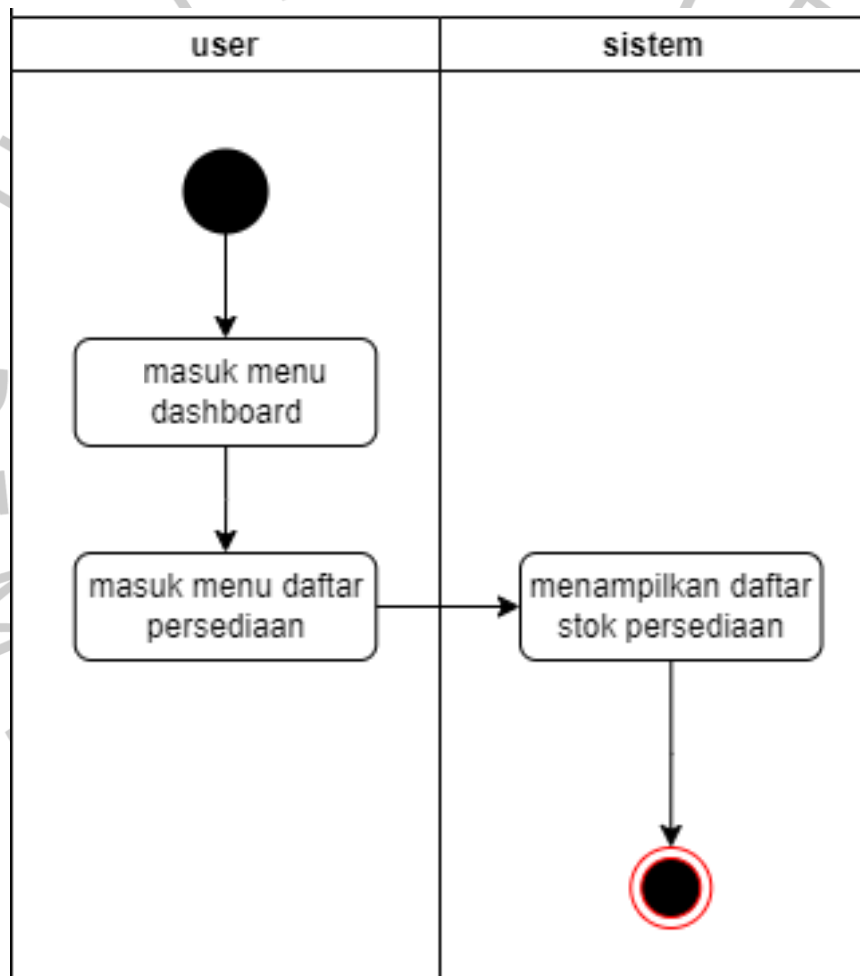 user
sistem
masuk menu
dashboard
masuk menu daftar
persediaan
menampilkan daftar
stok persediaan